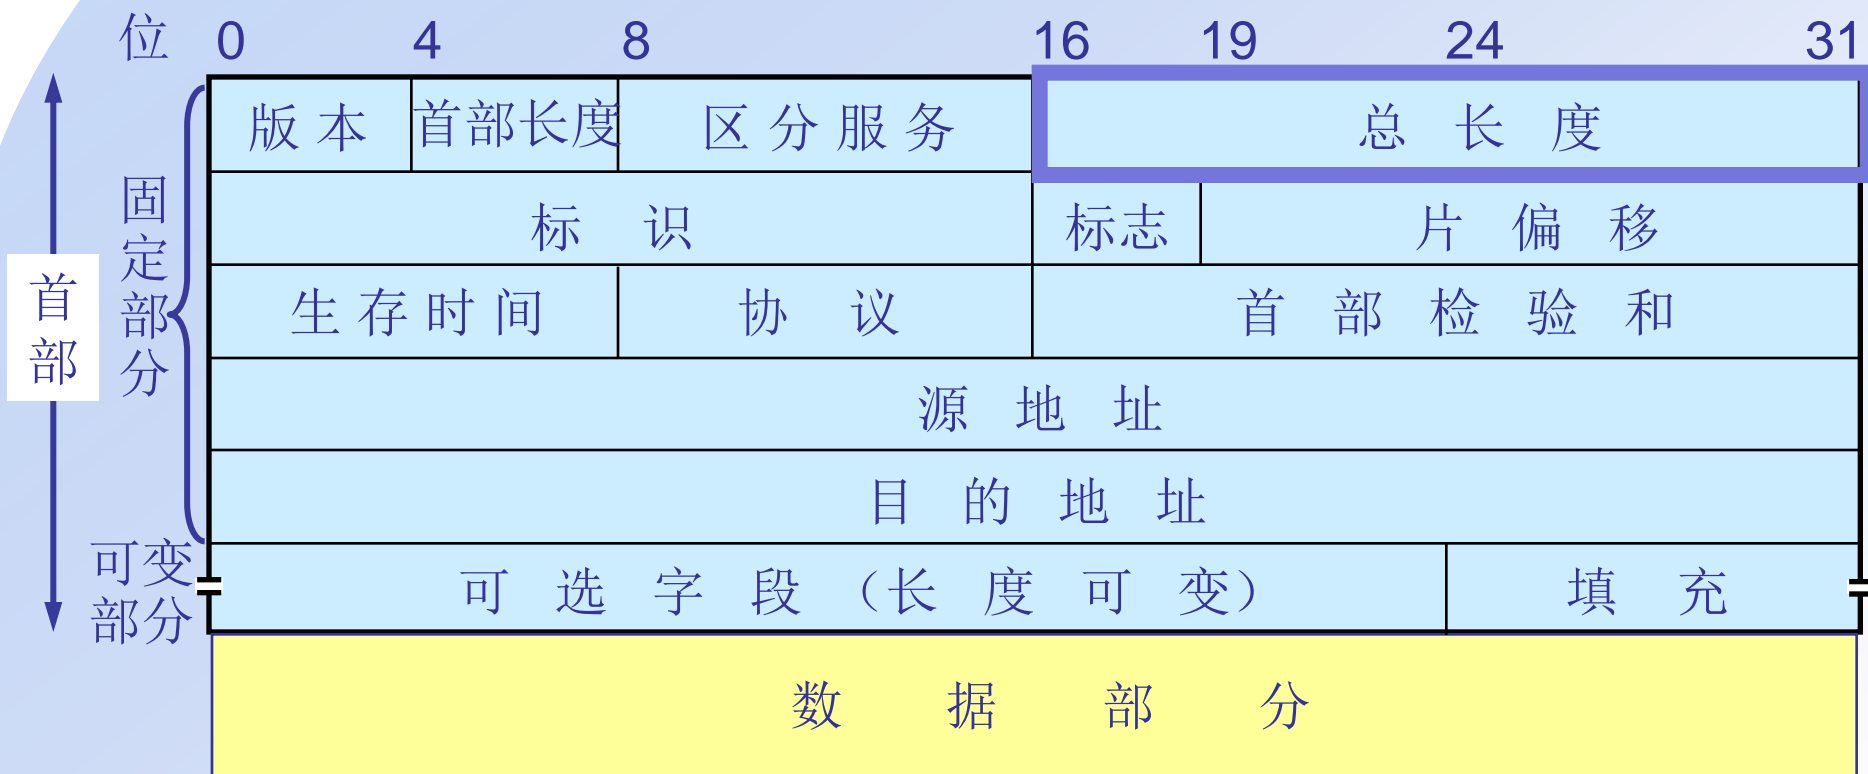 位 0 4 8 16 19 24 31
版本 首部长度 区分服务 总长度
标识 标志 片偏移
生存时间 协议 首部检验和
源地址
目的地址
可选字段（长度可变） 填充
数据部分
首部
固定部分
可变
部分